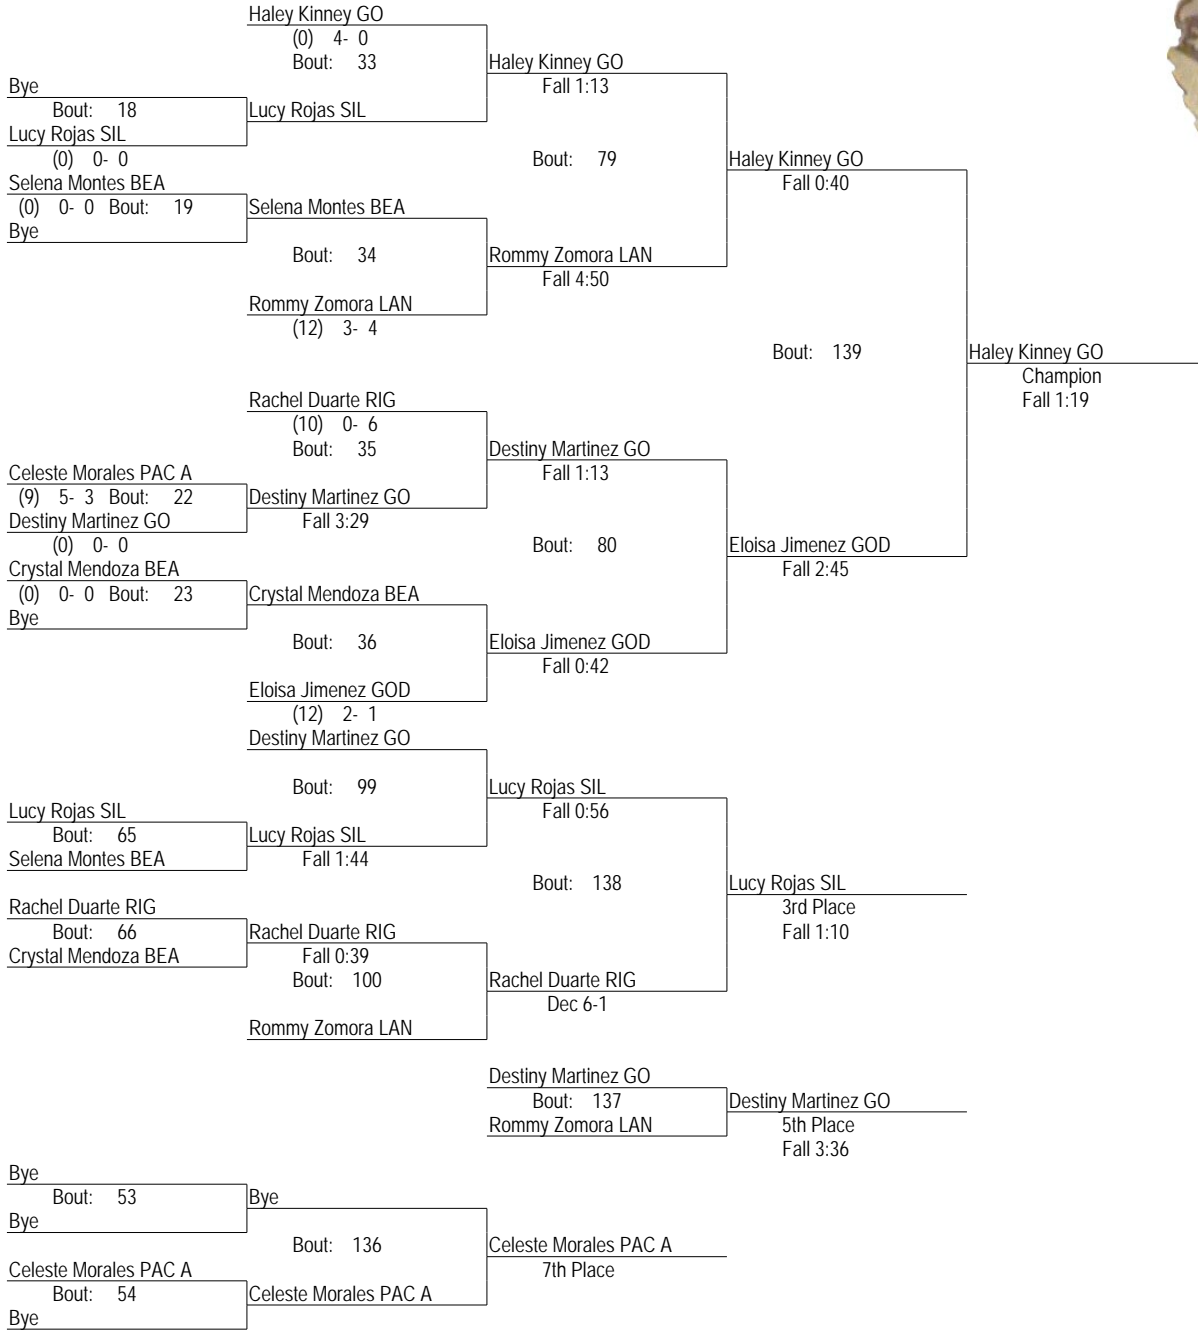 Haley Kinney GO
(0) 4- 0
Bout: 33
Haley Kinney GO
Fall 1:13
Bye
Bout: 18
Lucy Rojas SIL
Lucy Rojas SIL
(0) 0- 0
Bout: 79
Haley Kinney GO
Fall 0:40
Selena Montes BEA
(0) 0- 0 Bout: 19
Selena Montes BEA
Bye
Bout: 34
Rommy Zomora LAN
Fall 4:50
Rommy Zomora LAN
(12) 3- 4
Bout: 139
Haley Kinney GO
Champion
Fall 1:19
Rachel Duarte RIG
(10) 0- 6
Bout: 35
Destiny Martinez GO
Fall 1:13
Celeste Morales PAC A
(9) 5- 3 Bout: 22
Destiny Martinez GO
Destiny Martinez GO
Fall 3:29
(0) 0- 0
Bout: 80
Eloisa Jimenez GOD
Fall 2:45
Crystal Mendoza BEA
(0) 0- 0 Bout: 23
Crystal Mendoza BEA
Bye
Bout: 36
Eloisa Jimenez GOD
Fall 0:42
Eloisa Jimenez GOD
(12) 2- 1
Destiny Martinez GO
Bout: 99
Lucy Rojas SIL
Fall 0:56
Lucy Rojas SIL
Bout: 65
Lucy Rojas SIL
Selena Montes BEA
Fall 1:44
Bout: 138
Lucy Rojas SIL
3rd Place
Fall 1:10
Rachel Duarte RIG
Bout: 66
Rachel Duarte RIG
Crystal Mendoza BEA
Fall 0:39
Bout: 100
Rachel Duarte RIG
Dec 6-1
Rommy Zomora LAN
Destiny Martinez GO
Bout: 137
Destiny Martinez GO
Rommy Zomora LAN
5th Place
Fall 3:36
Bye
Bout: 53
Bye
Bye
Bout: 136
Celeste Morales PAC A
7th Place
Celeste Morales PAC A
Bout: 54
Celeste Morales PAC A
Bye